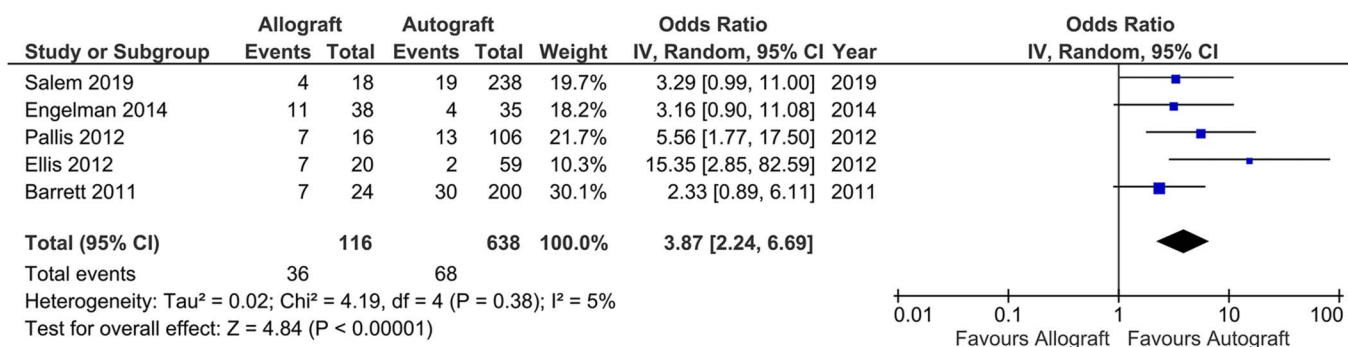 Allograft Autograft Odds Ratio Odds Ratio
Study or Subgroup Events Total Events Total Weight IV, Random, 95% CI Year IV, Random, 95% CI
Salem 2019 4 18 19 238 19.7% 3.29 [0.99, 11.00] 2019
Engelman 2014 11 38 4 35 18.2% 3.16 [0.90, 11.08] 2014
Pallis 2012 7 16 13 106 21.7% 5.56 [1.77, 17.50] 2012
Ellis 2012 7 20 2 59 10.3% 15.35 [2.85, 82.59] 2012
Barrett 2011 7 24 30 200 30.1% 2.33 [0.89, 6.11] 2011
Total (95% CI) 116 638 100.0% 3.87 [2.24, 6.69]
Total events 36 68
Heterogeneity: Tau² = 0.02; Chi² = 4.19, df = 4 (P = 0.38); I² = 5%
Test for overall effect: Z = 4.84 (P < 0.00001)
0.01 0.1 1 10 100
Favours Allograft Favours Autograft